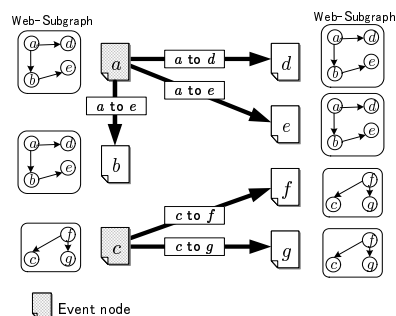 Web-Subgraph
Web-Subgraph
a d
b e
a
a to d
d
a d
b e
a to e
a to e
e
a d
b e
a d
b e
b
f
c g
c
c to f
f
f
c g
c to g
g
f
c g
Event node